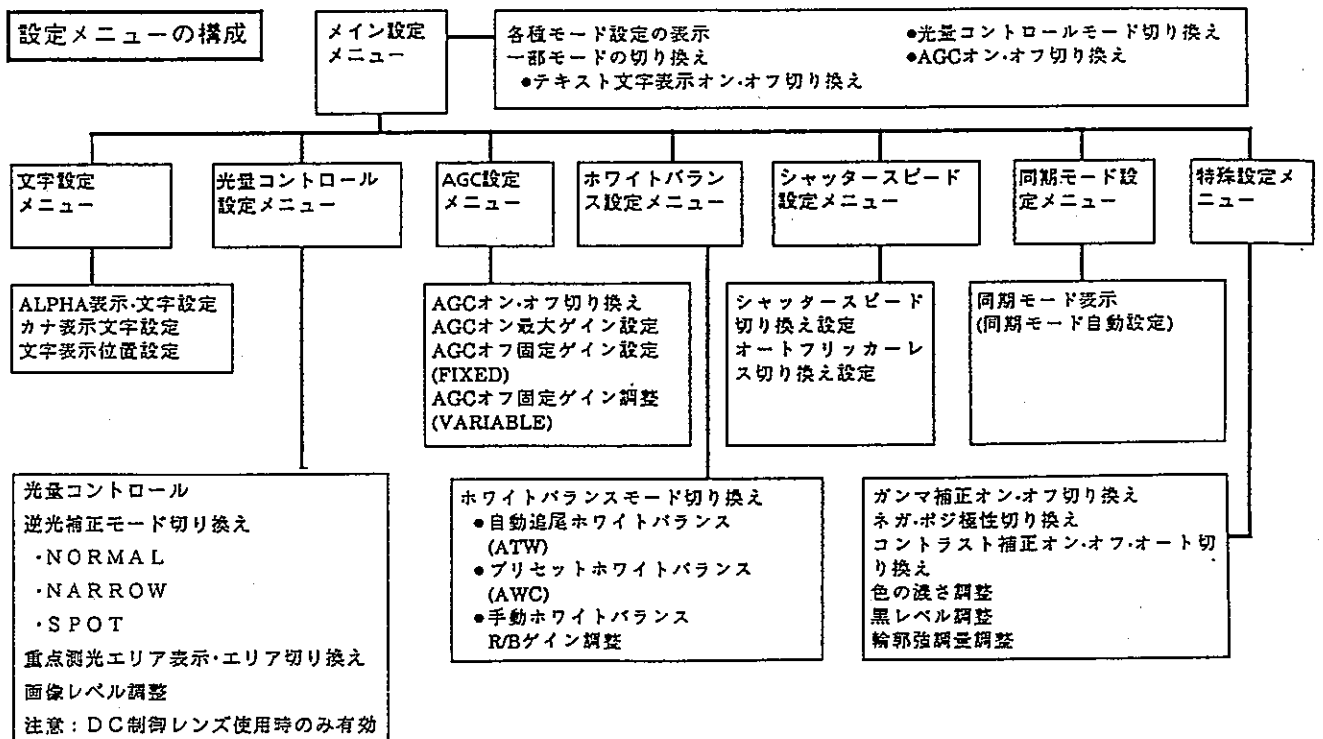 設定メニューの構成
メイン設定
メニュー
各種モード設定の表示
一部モードの切り換え
●テキスト文字表示オン·オフ切り換え
●光量コントロールモード切り換え
●AGCオン·オフ切り換え
文字設定
メニュー
光量コントロール
設定メニュー
AGC設定
メニュー
ホワイトバラン
ス設定メニュー
シャッタースピード
設定メニュー
同期モード設
定メニュー
特殊設定メ
ニュー
ALPHA表示·文字設定
カナ表示文字設定
文字表示位置設定
AGCオン·オフ切り換え
AGCオン最大ゲイン設定
AGCオフ固定ゲイン設定
(FIXED)
AGCオフ固定ゲイン調整
(VARIABLE)
シャッタースピード
切り換え設定
オートフリッカーレ
ス切り換え設定
同期モード表示
(同期モード自動設定)
光量コントロール
逆光補正モード切り換え
·NORMAL
·NARROW
·SPOT
重点測光エリア表示·エリア切り換え
画像レベル調整
注意：DC制御レンズ使用時のみ有効
ホワイトバランスモード切り換え
●自動追尾ホワイトバランス
(ATW)
●プリセットホワイトバランス
(AWC)
●手動ホワイトバランス
R/Bゲイン調整
ガンマ補正オン·オフ切り換え
ネガ·ポジ極性切り換え
コントラスト補正オン·オフ·オート切
り換え
色の濃さ調整
黒レベル調整
輪郭強調量調整